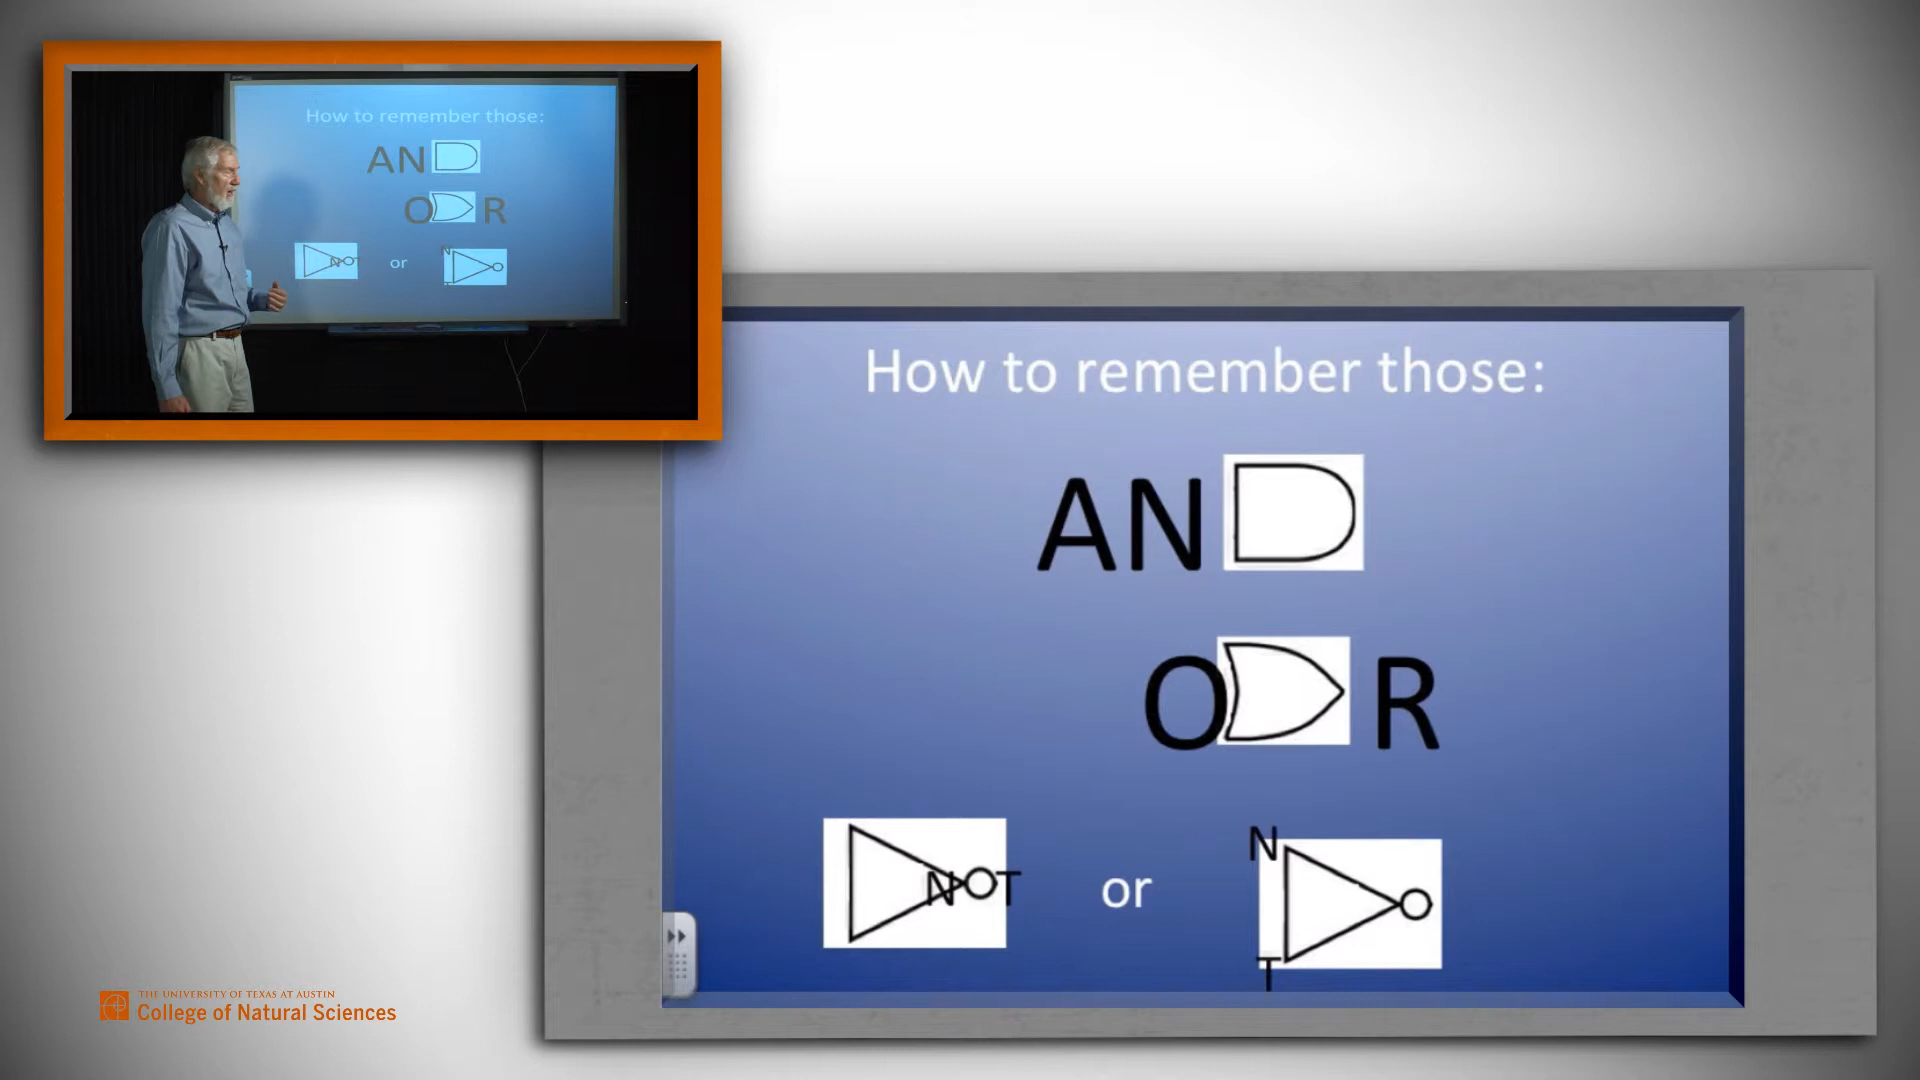 How to remember those:
AN
O R
NOT or N
T
How to remember those:
AN
O R
NOT or N
T
THE UNIVERSITY OF TEXAS AT AUSTIN
College of Natural Sciences